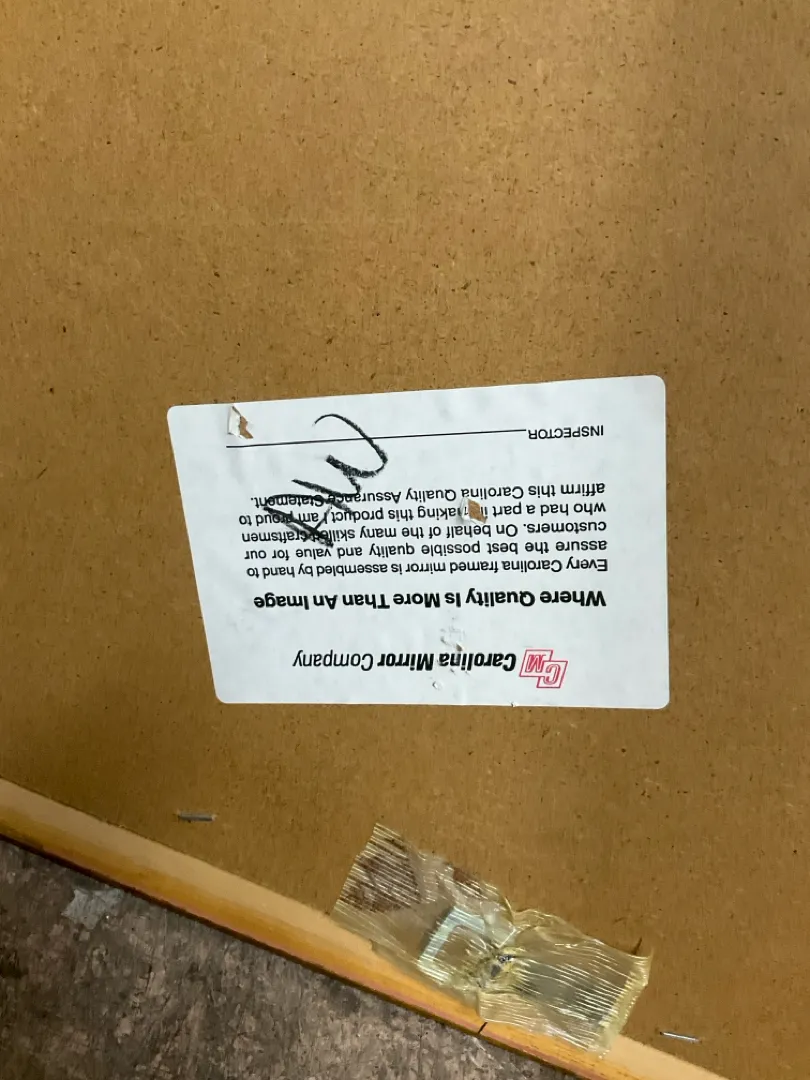 CM Carolina Mirror Company
Where Quality Is More Than An Image
Every Carolina framed mirror is assembled by hand to
assure the best possible quality and value for our
customers. On behalf of the many skilled craftsmen
who had a part in making this product I am proud to
affirm this Carolina Quality Assurance Statement.
INSPECTOR